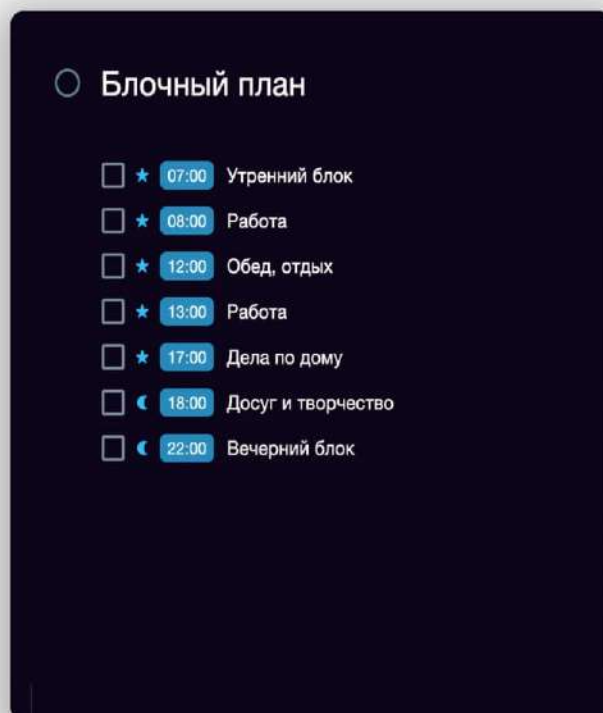 Блочный план
07:00 Утренний блок
08:00 Работа
12:00 Обед, отдых
13:00 Работа
17:00 Дела по дому
18:00 Досуг и творчество
22:00 Вечерний блок